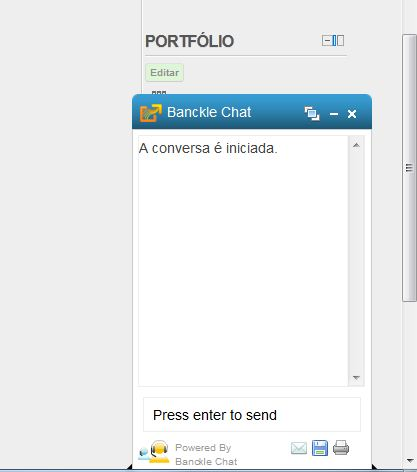 PORTFÓLIO
Editar
Banckle Chat
A conversa é iniciada.
Press enter to send
Powered By
Banckle Chat